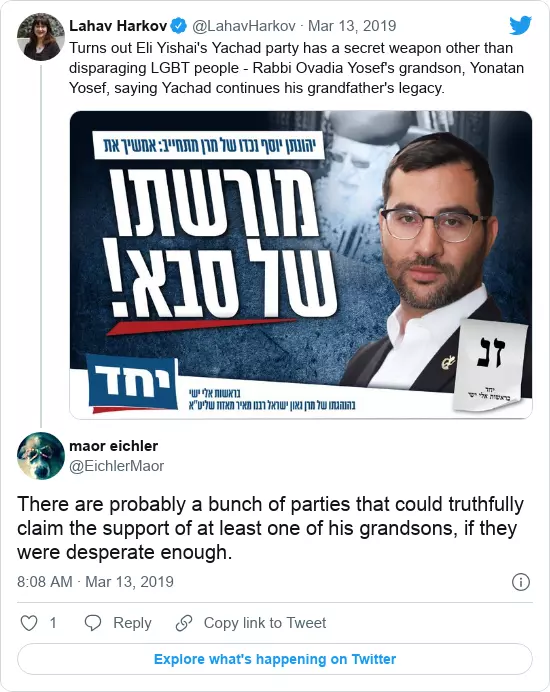 Lahav Harkov @LahavHarkov · Mar 13, 2019
Turns out Eli Yishai's Yachad party has a secret weapon other than
disparaging LGBT people - Rabbi Ovadia Yosef's grandson, Yonatan
Yosef, saying Yachad continues his grandfather's legacy.
יהונתן יוסף נכדו של מרן מתחייב: אמשיך את
מורשתו
של סבא!
יחד
בראשות אלי ישי
בהנהגתו של מרן גאון ישראל רבנו מאיר מאזוז שליט"א
זנ
יחד
בראשות אלי ישי
maor eichler
@EichlerMaor
There are probably a bunch of parties that could truthfully
claim the support of at least one of his grandsons, if they
were desperate enough.
8:08 AM · Mar 13, 2019
1 Reply Copy link to Tweet
Explore what's happening on Twitter